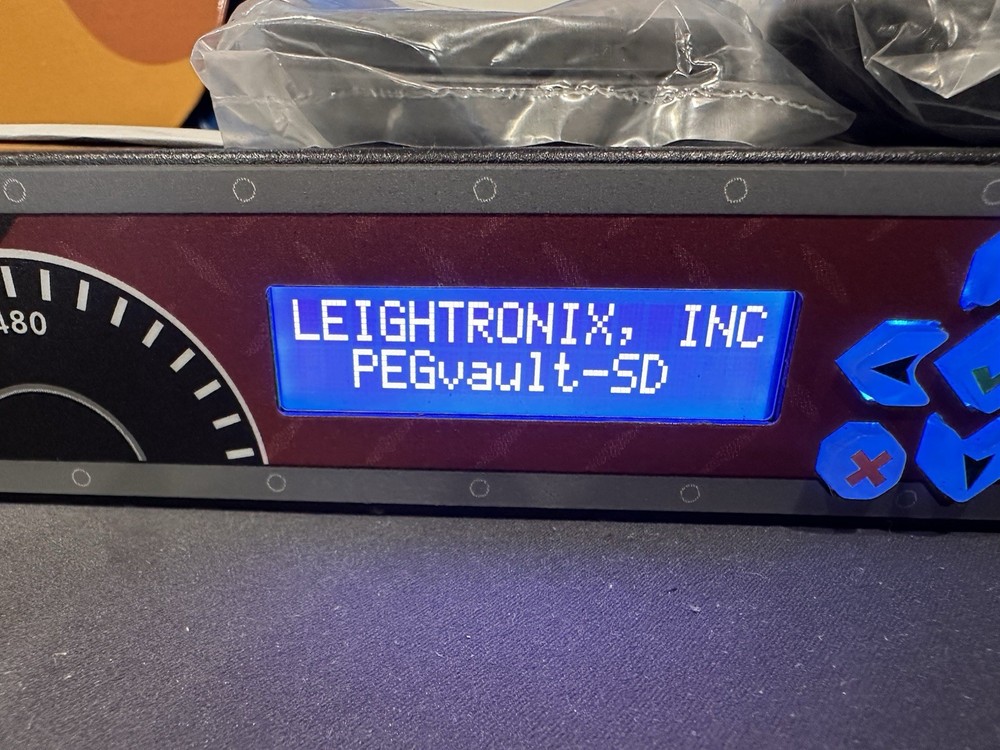 480
LEIGHTRONIX, INC
PEGvault-SD